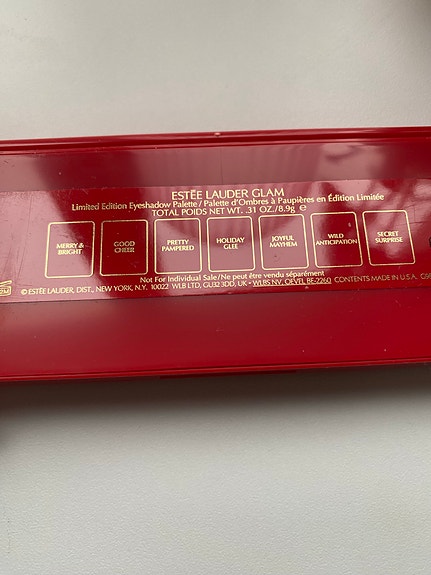 ESTĒE LAUDER GLAM
Limited Edition Eyeshadow Palette / Palette d'Ombres à Paupières en Édition Limitée
TOTAL POIDS NET WT. .31 OZ./8.9g ℮
MERRY &
BRIGHT
GOOD
CHEER
PRETTY
PAMPERED
HOLIDAY
GLEE
JOYFUL
MAYHEM
WILD
ANTICIPATION
SECRET
SURPRISE
Not For Individual Sale/Ne peut être vendu séparément
© ESTĒE LAUDER, DIST., NEW YORK, N.Y. 10022 WLB LTD, GU32 3DD, UK • WLBS NV, OEVEL BE-2260 CONTENTS MADE IN U.S.A.